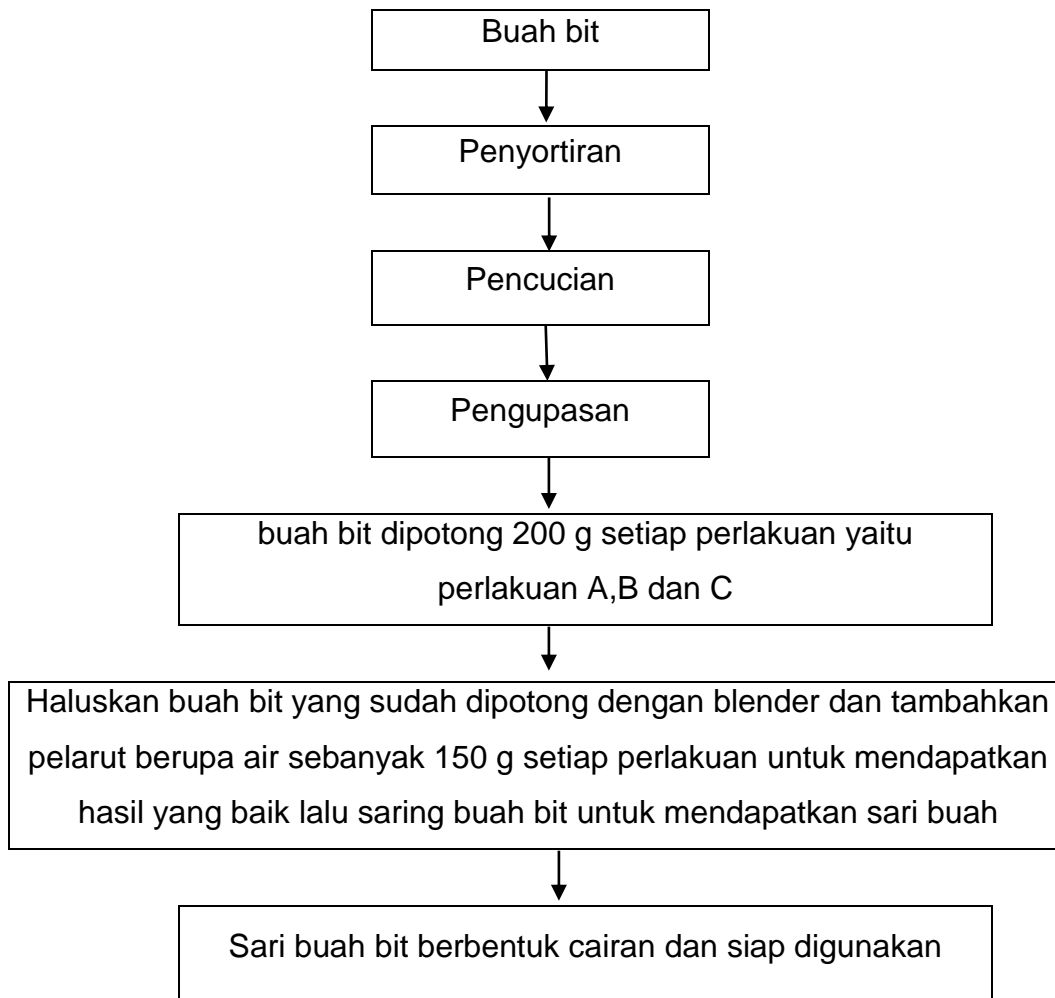 Buah bit
Penyortiran
Pencucian
Pengupasan
buah bit dipotong 200 g setiap perlakuan yaitu
perlakuan A,B dan C
Haluskan buah bit yang sudah dipotong dengan blender dan tambahkan
pelarut berupa air sebanyak 150 g setiap perlakuan untuk mendapatkan
hasil yang baik lalu saring buah bit untuk mendapatkan sari buah
Sari buah bit berbentuk cairan dan siap digunakan